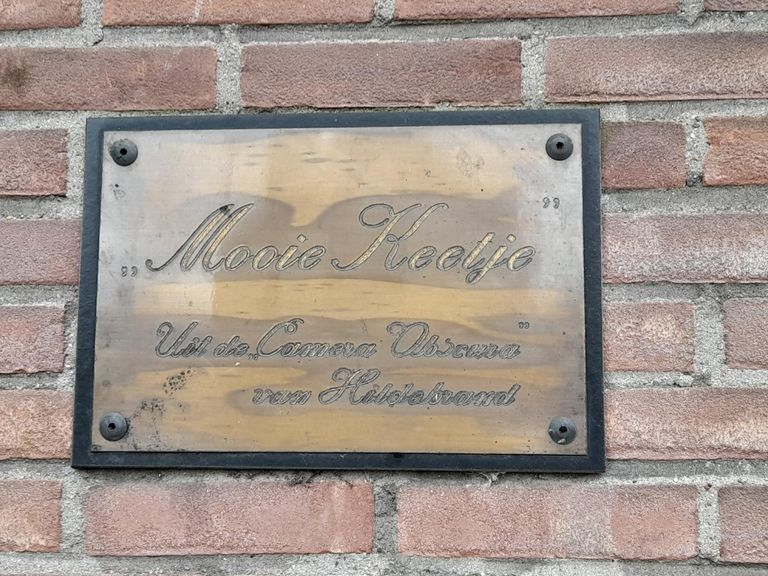 „Mooie Keetje”
Uit de „Camera Obscura”
van Hildebrand